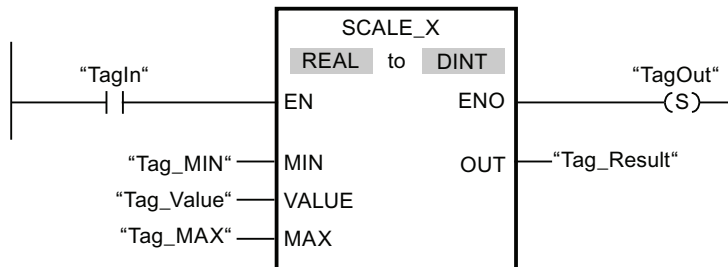 SCALE_X
REAL to DINT
“TagIn“
“TagOut“
EN
ENO
(S)
“Tag_MIN“
MIN
OUT
“Tag_Result“
“Tag_Value“
VALUE
“Tag_MAX“
MAX